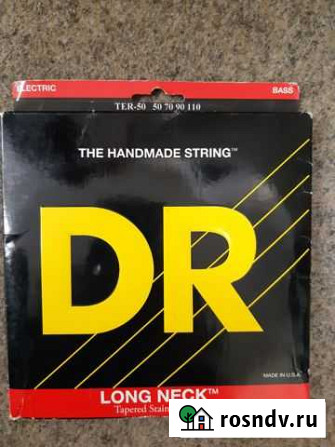 ELECTRIC BASS
TER-50 50 70 90 110
THE HANDMADE STRING™
DR
MADE IN U.S.A.
LONG NECK™
Tapered Stain
rosndv.ru